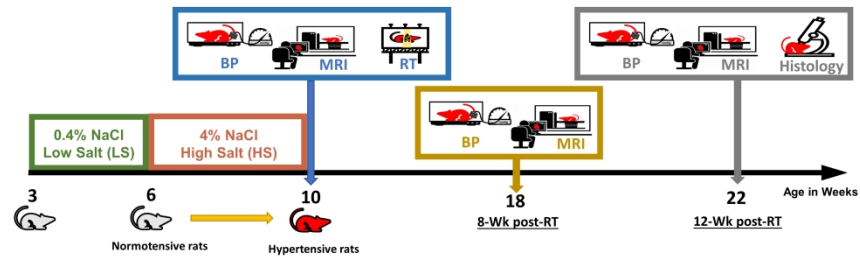 BP MRI RT
BP MRI Histology
0.4% NaCl
Low Salt (LS)
4% NaCl
High Salt (HS)
BP MRI
3 6 10 18 22 Age in Weeks
8-Wk post-RT
12-Wk post-RT
Normotensive rats
Hypertensive rats